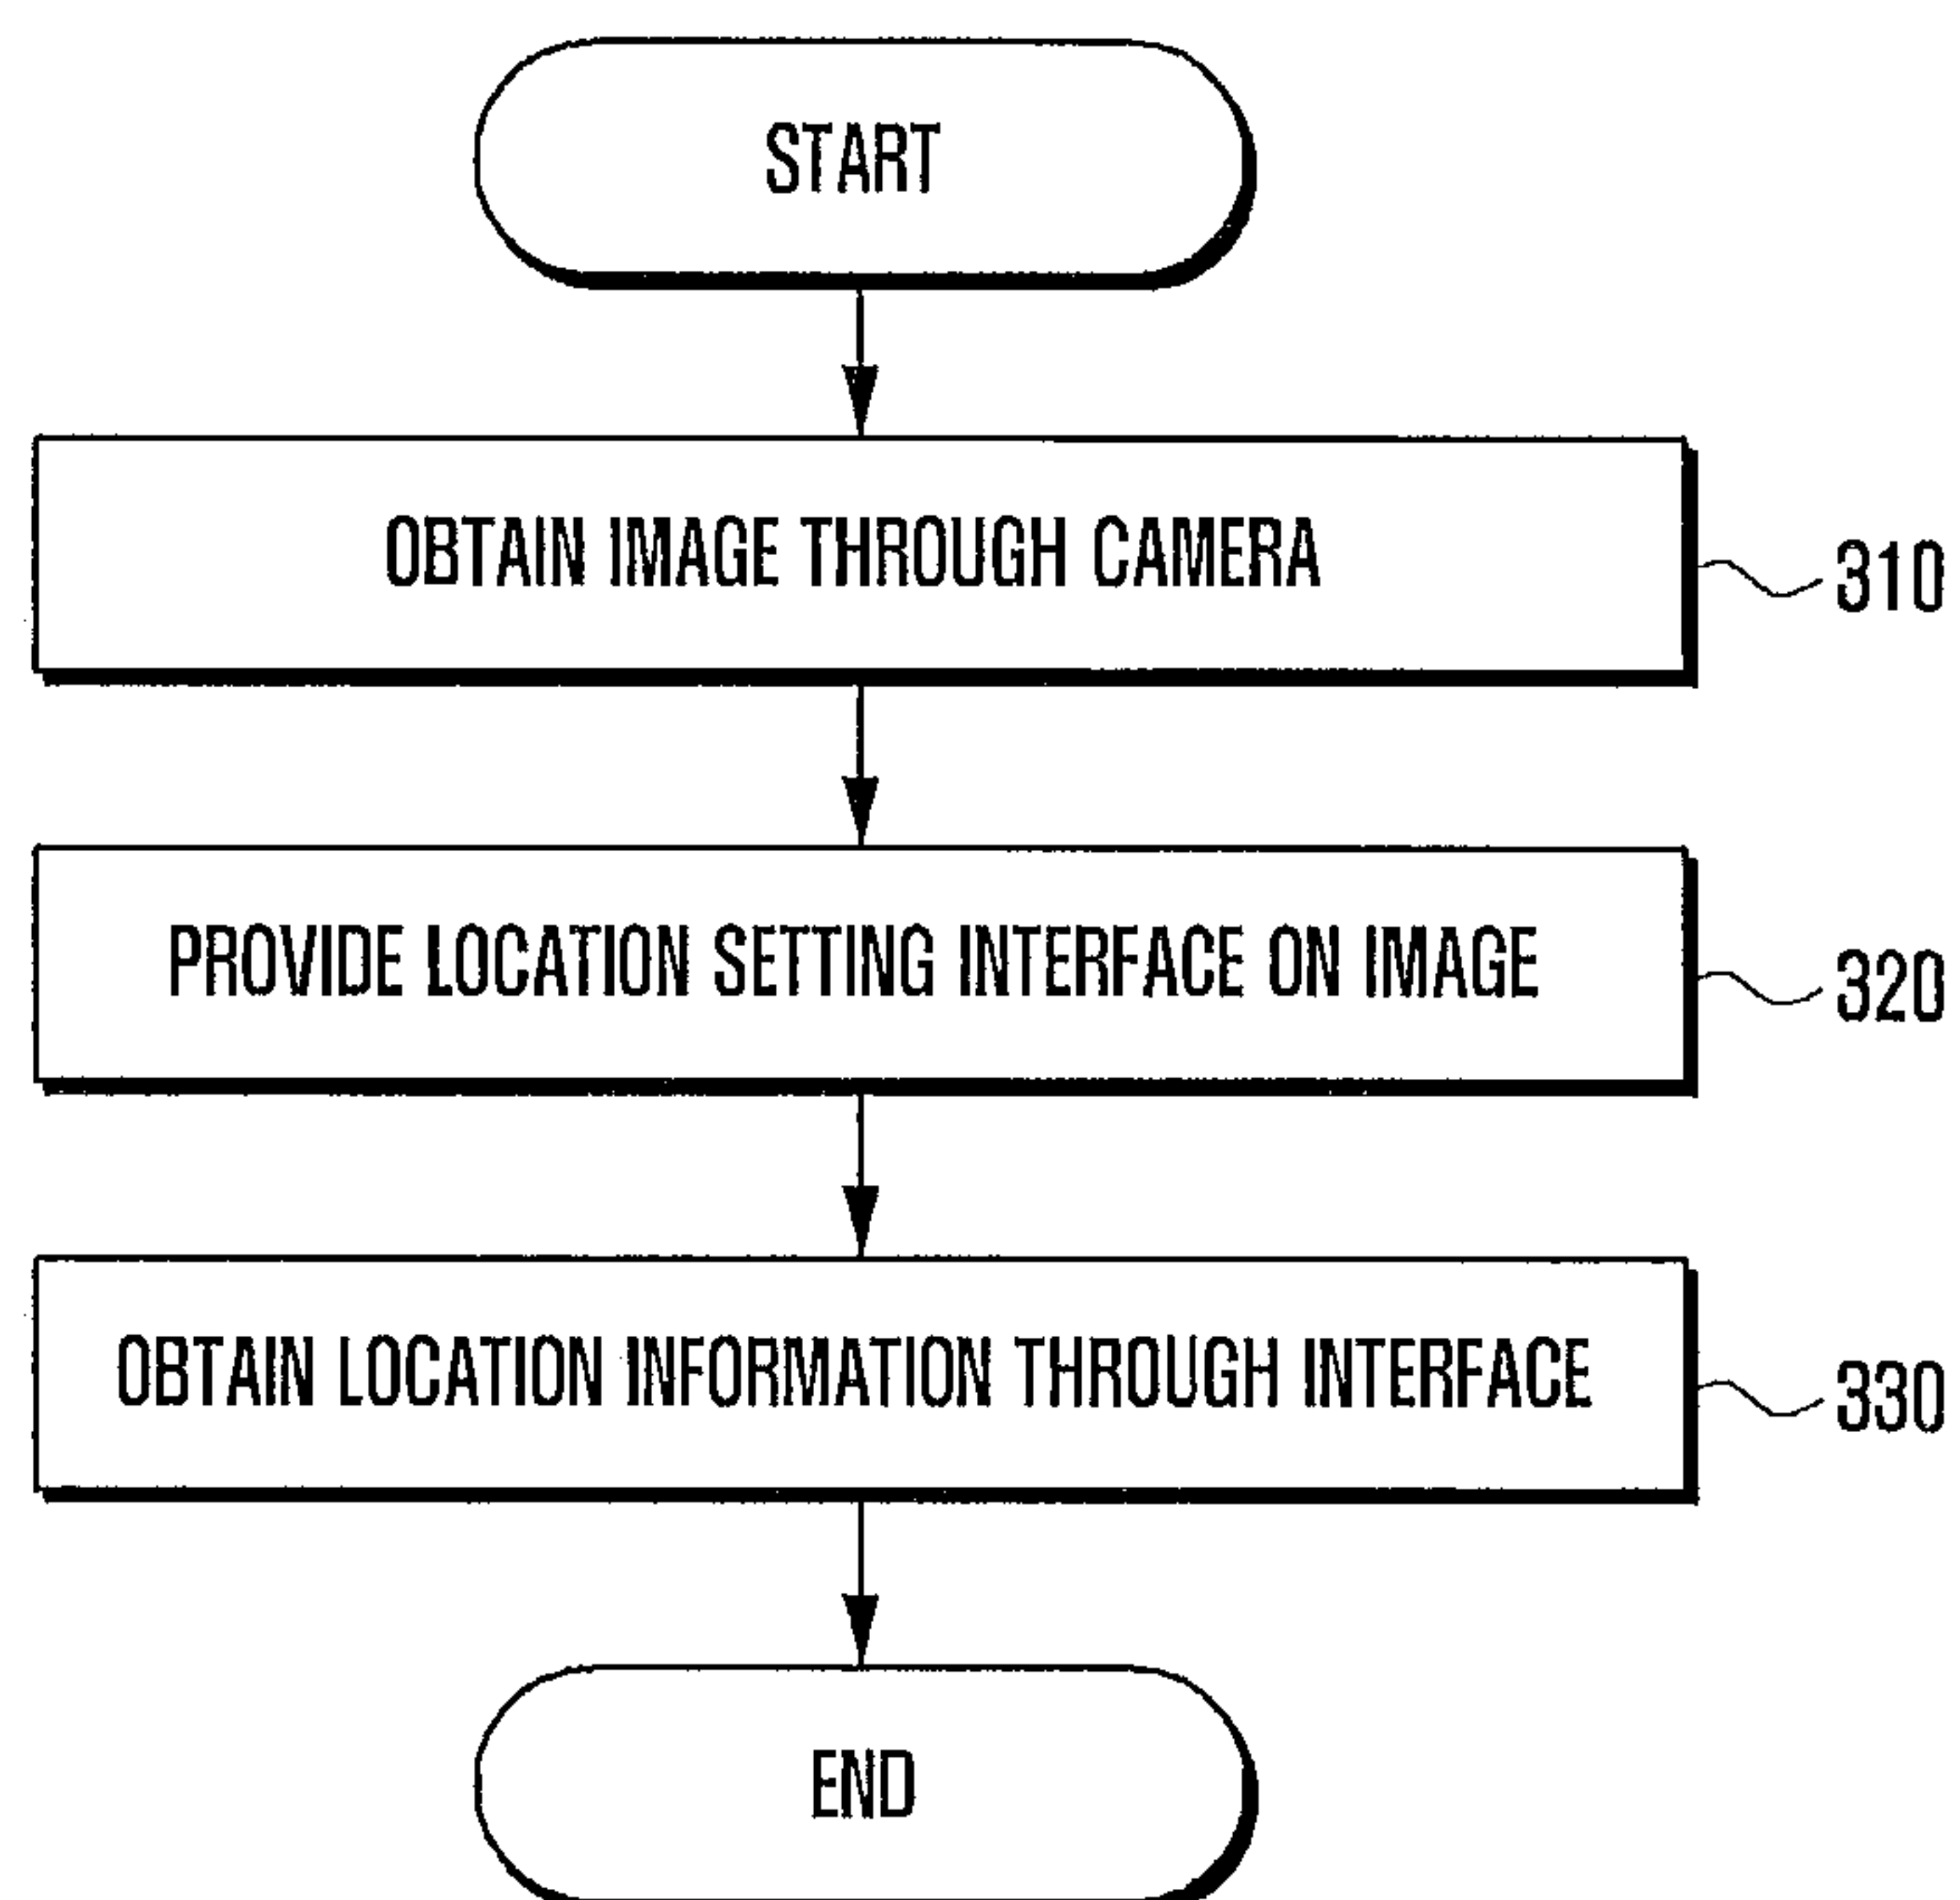 START
OBTAIN IMAGE THROUGH CAMERA
310
PROVIDE LOCATION SETTING INTERFACE ON IMAGE
320
OBTAIN LOCATION INFORMATION THROUGH INTERFACE
330
END